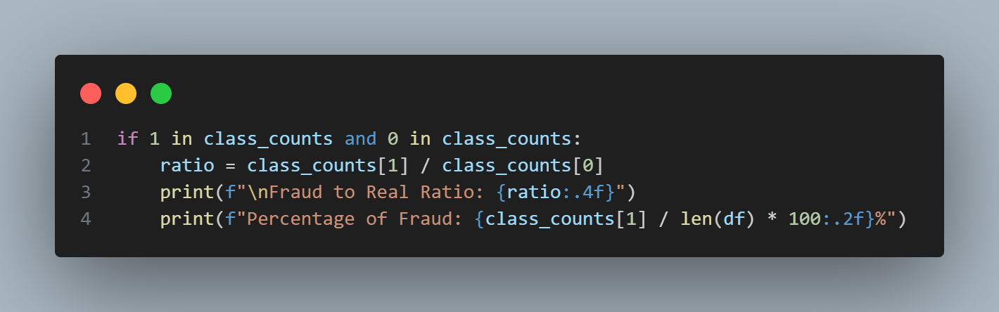 1 if 1 in class_counts and 0 in class_counts:
2     ratio = class_counts[1] / class_counts[0]
3     print(f"\nFraud to Real Ratio: {ratio:.4f}")
4     print(f"Percentage of Fraud: {class_counts[1] / len(df) * 100:.2f}%")